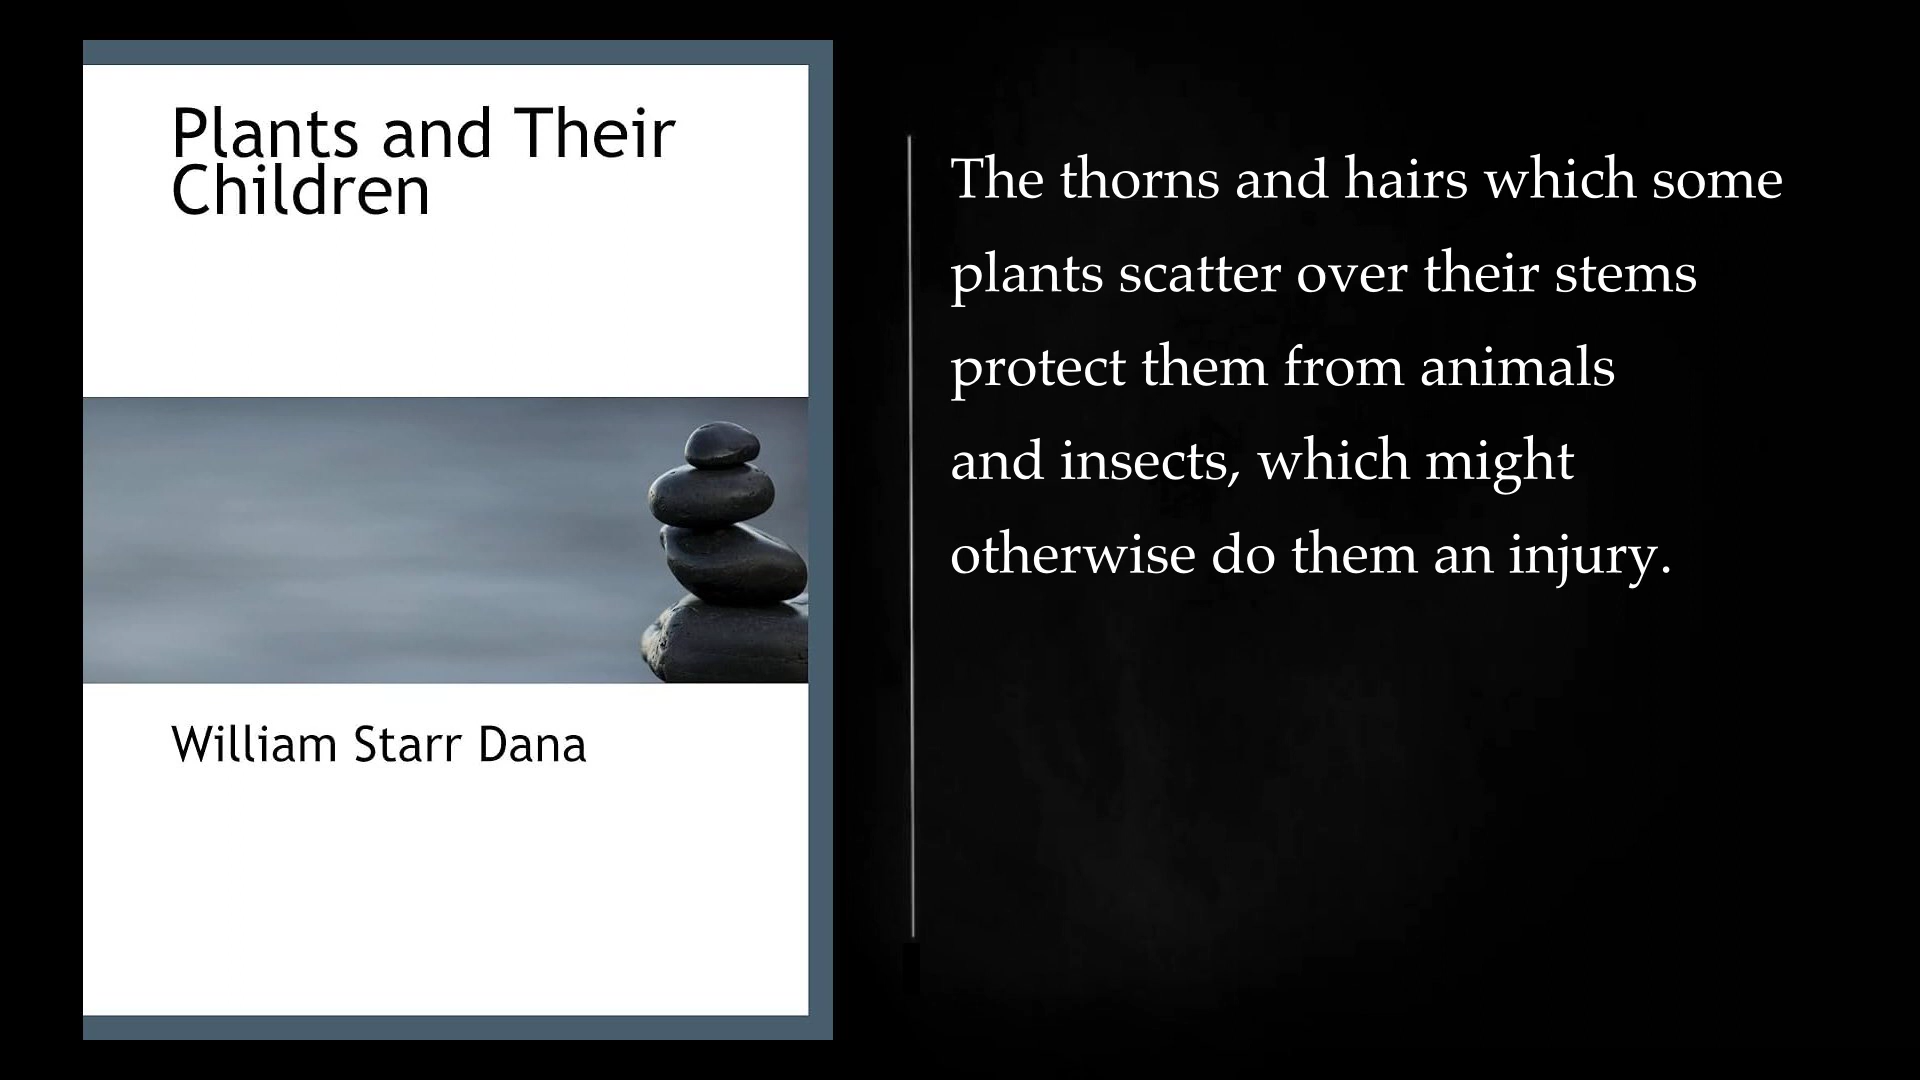 Plants and Their
Children
William Starr Dana
The thorns and hairs which some
plants scatter over their stems
protect them from animals
and insects, which might
otherwise do them an injury.